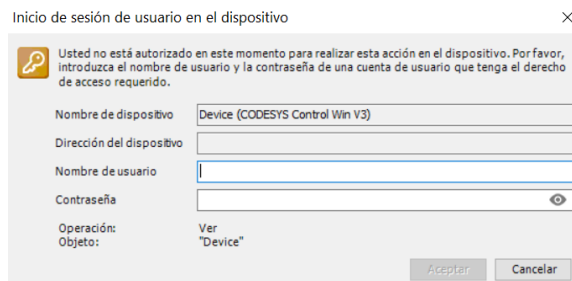 Inicio de sesión de usuario en el dispositivo
Usted no está autorizado en este momento para realizar esta acción en el dispositivo. Por favor,
introduzca el nombre de usuario y la contraseña de una cuenta de usuario que tenga el derecho
de acceso requerido.
Nombre de dispositivo Device (CODESYS Control Win V3)
Dirección del dispositivo
Nombre de usuario
Contraseña
Operación: Ver
Objeto: "Device"
Aceptar Cancelar